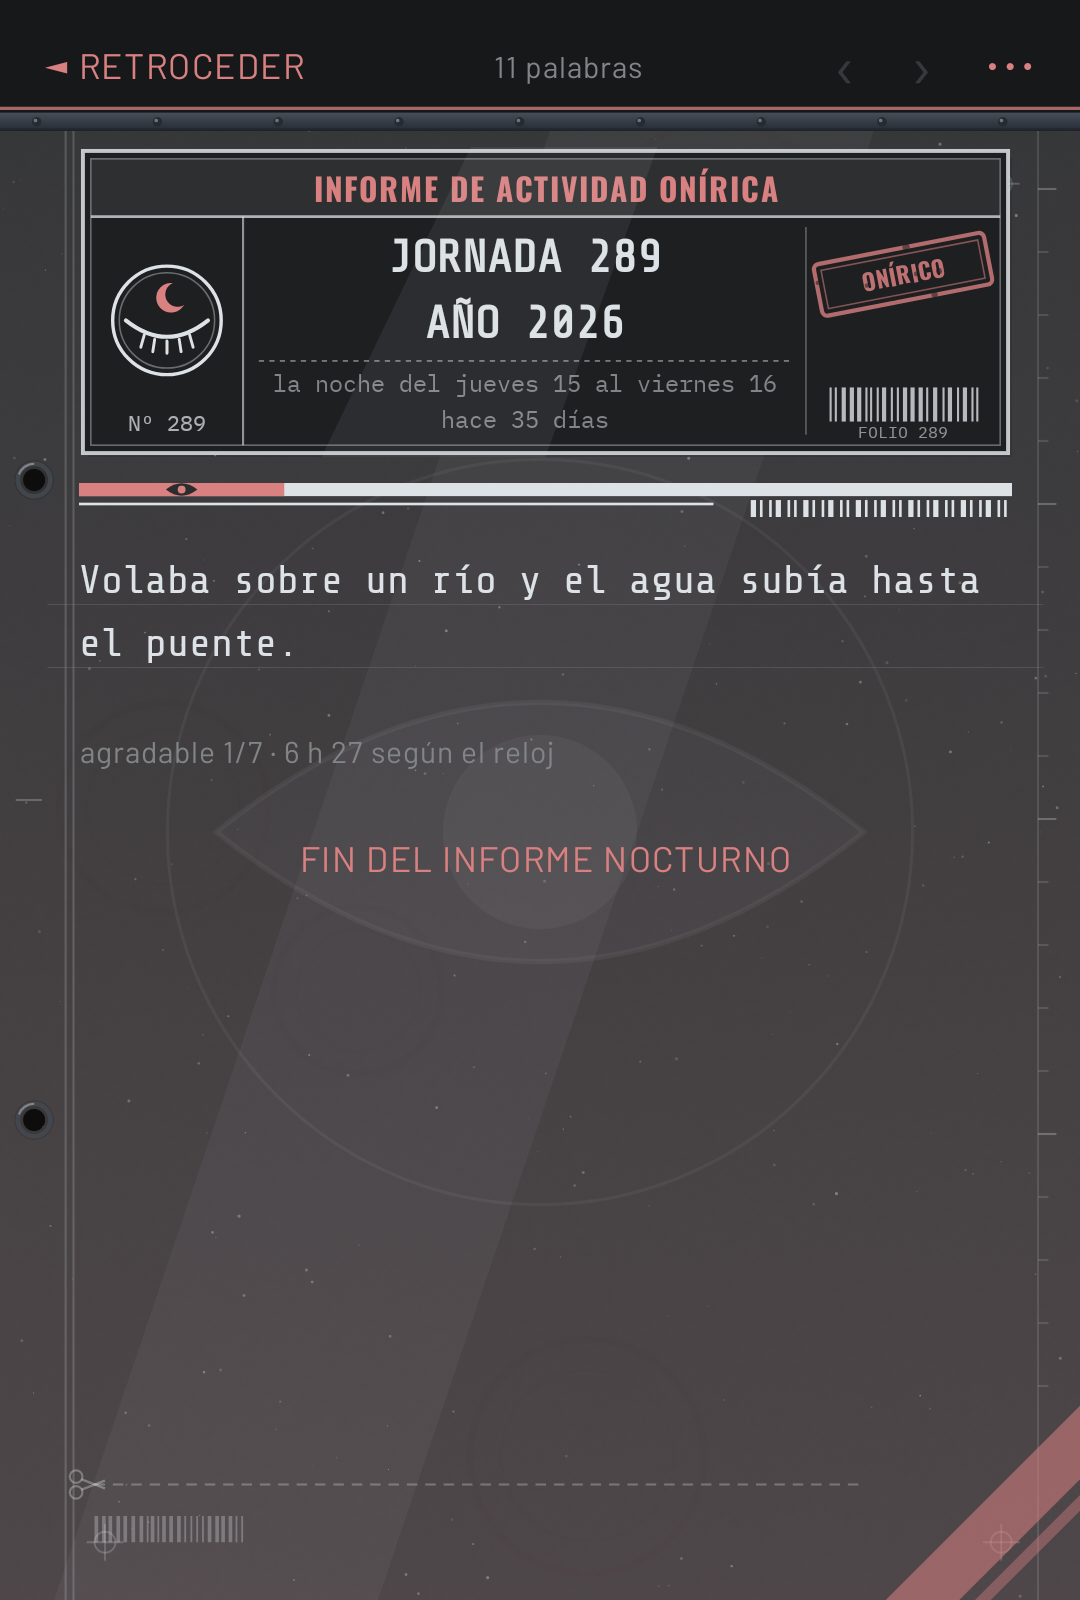 ◄ RETROCEDER
11 palabras
‹ › •••
INFORME DE ACTIVIDAD ONÍRICA
JORNADA 289
AÑO 2026
ONÍRICO
la noche del jueves 15 al viernes 16
hace 35 días
Nº 289
FOLIO 289
Volaba sobre un río y el agua subía hasta
el puente.
agradable 1/7 · 6 h 27 según el reloj
FIN DEL INFORME NOCTURNO